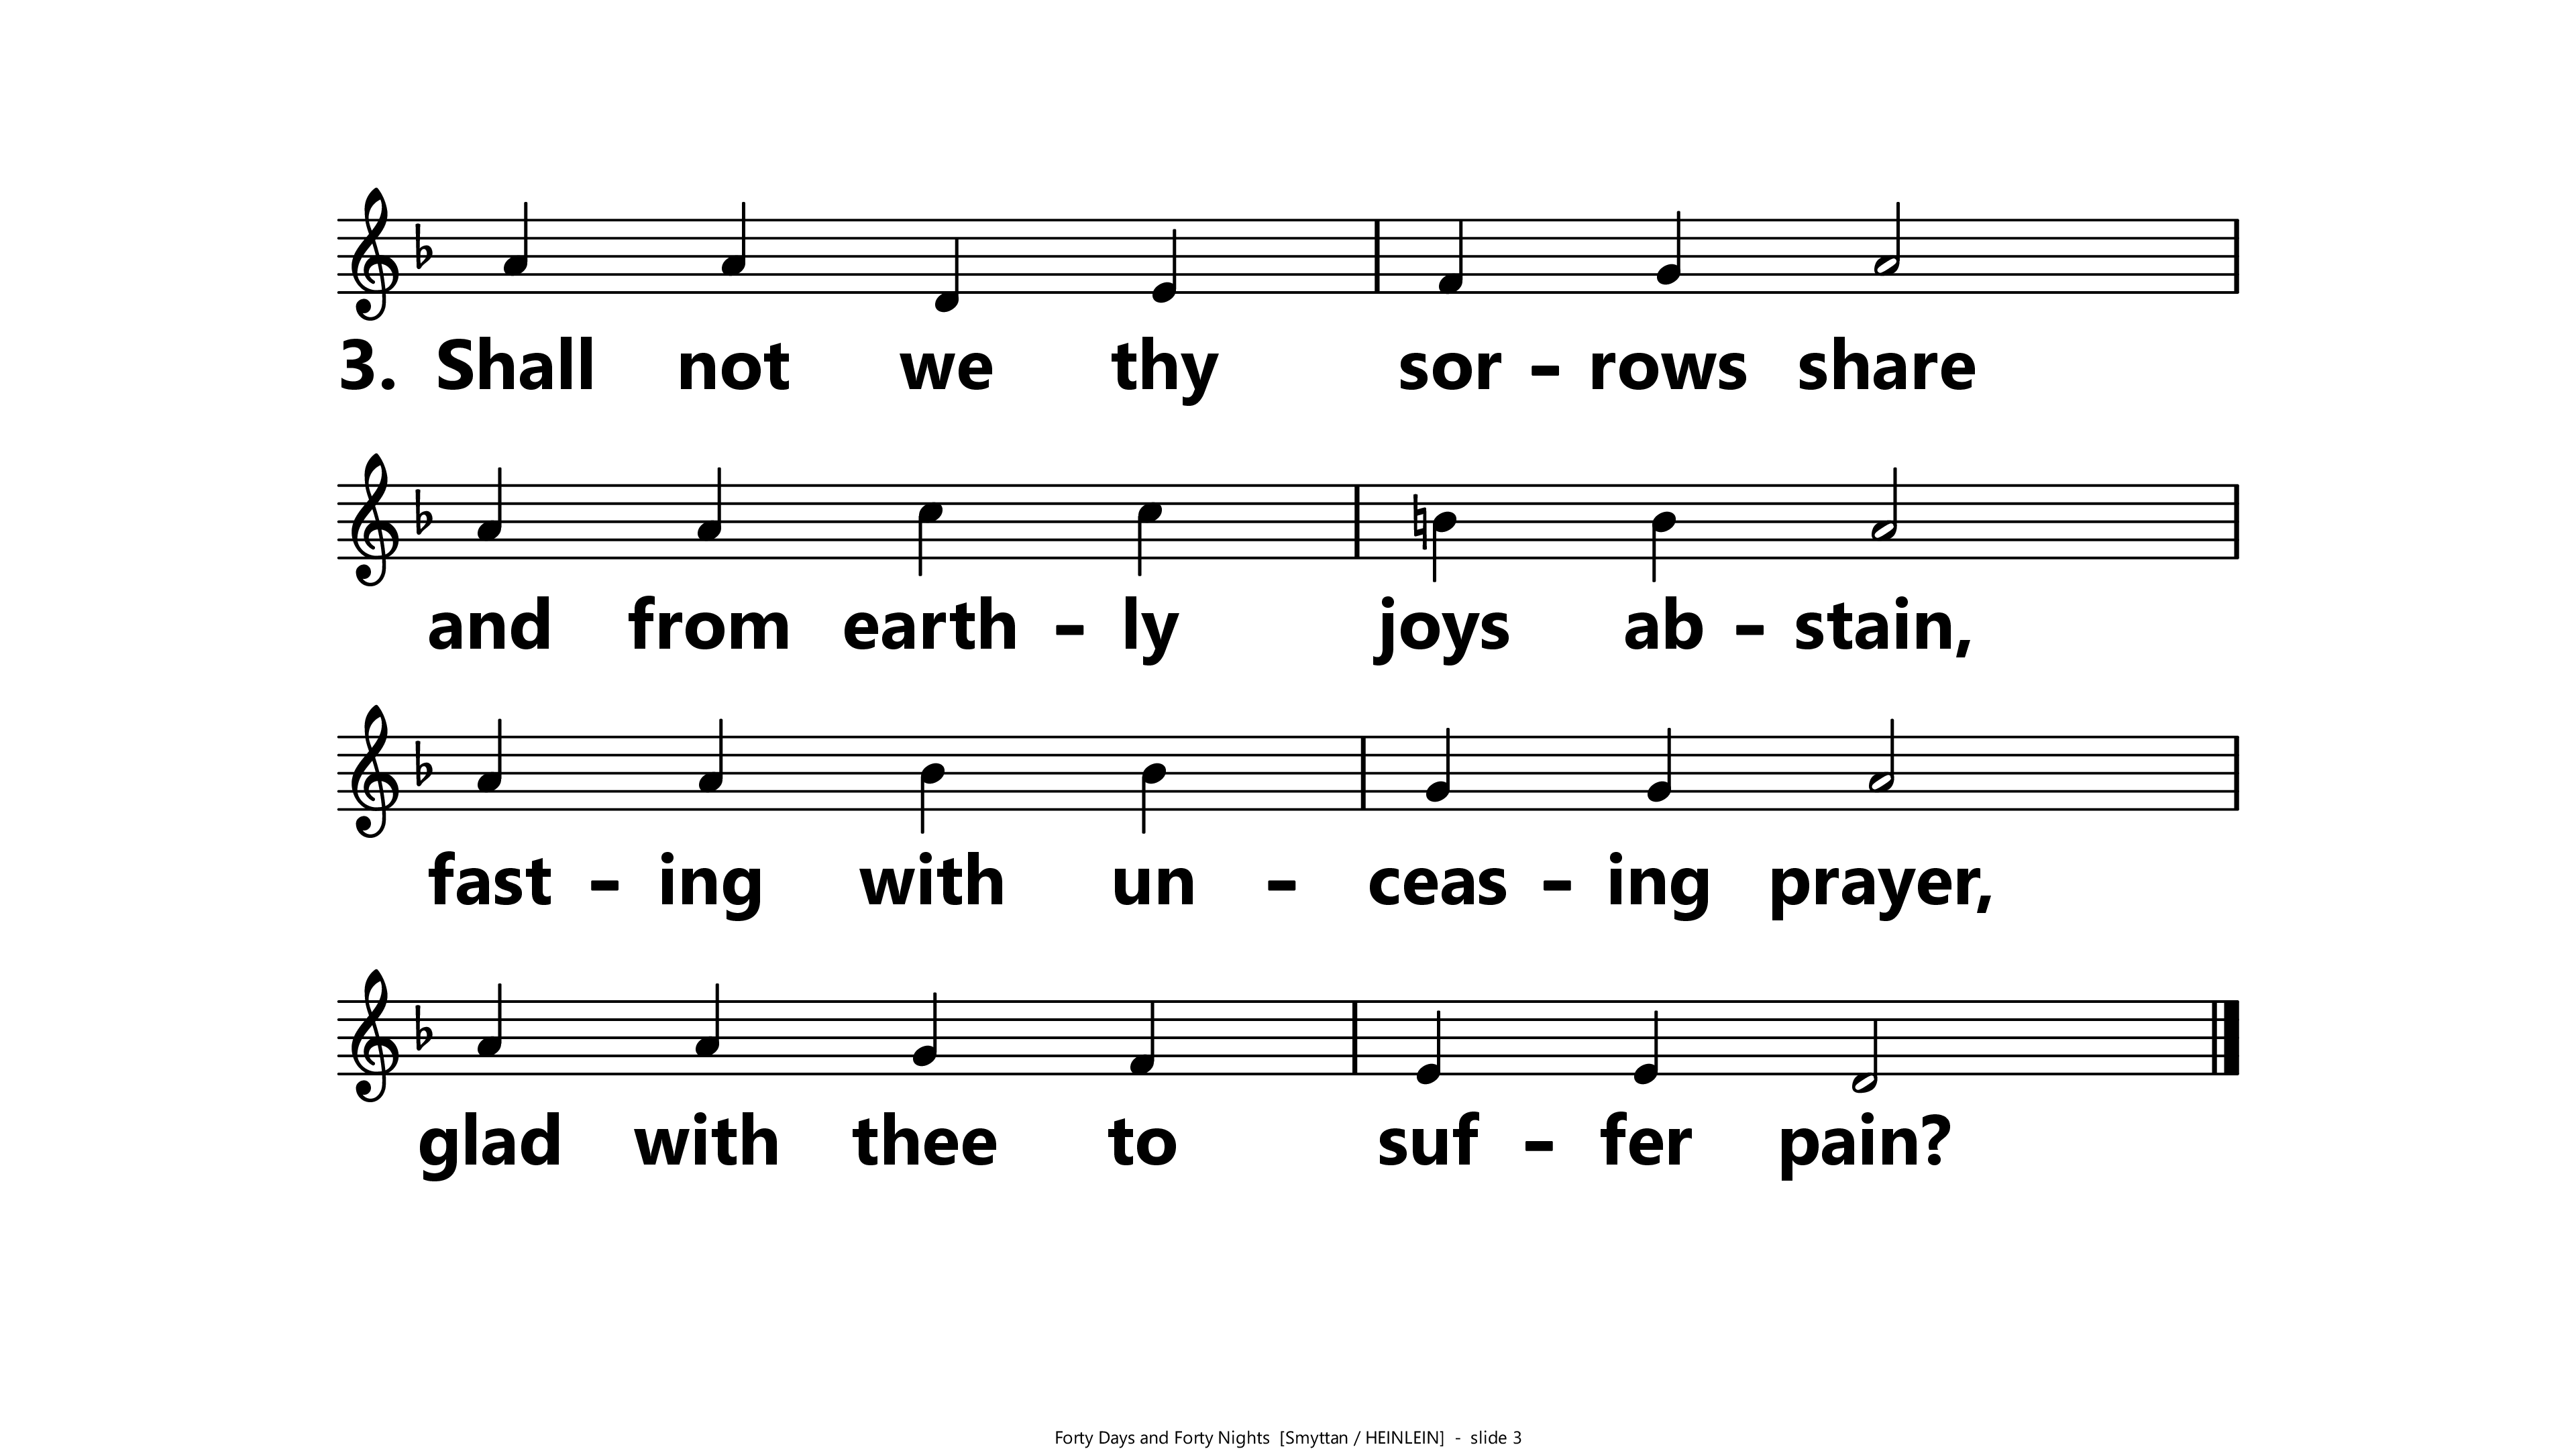 3. Shall not we thy sor - rows share
and from earth - ly joys ab - stain,
fast - ing with un - ceas - ing prayer,
glad with thee to suf - fer pain?
Forty Days and Forty Nights [Smyttan / HEINLEIN] - slide 3